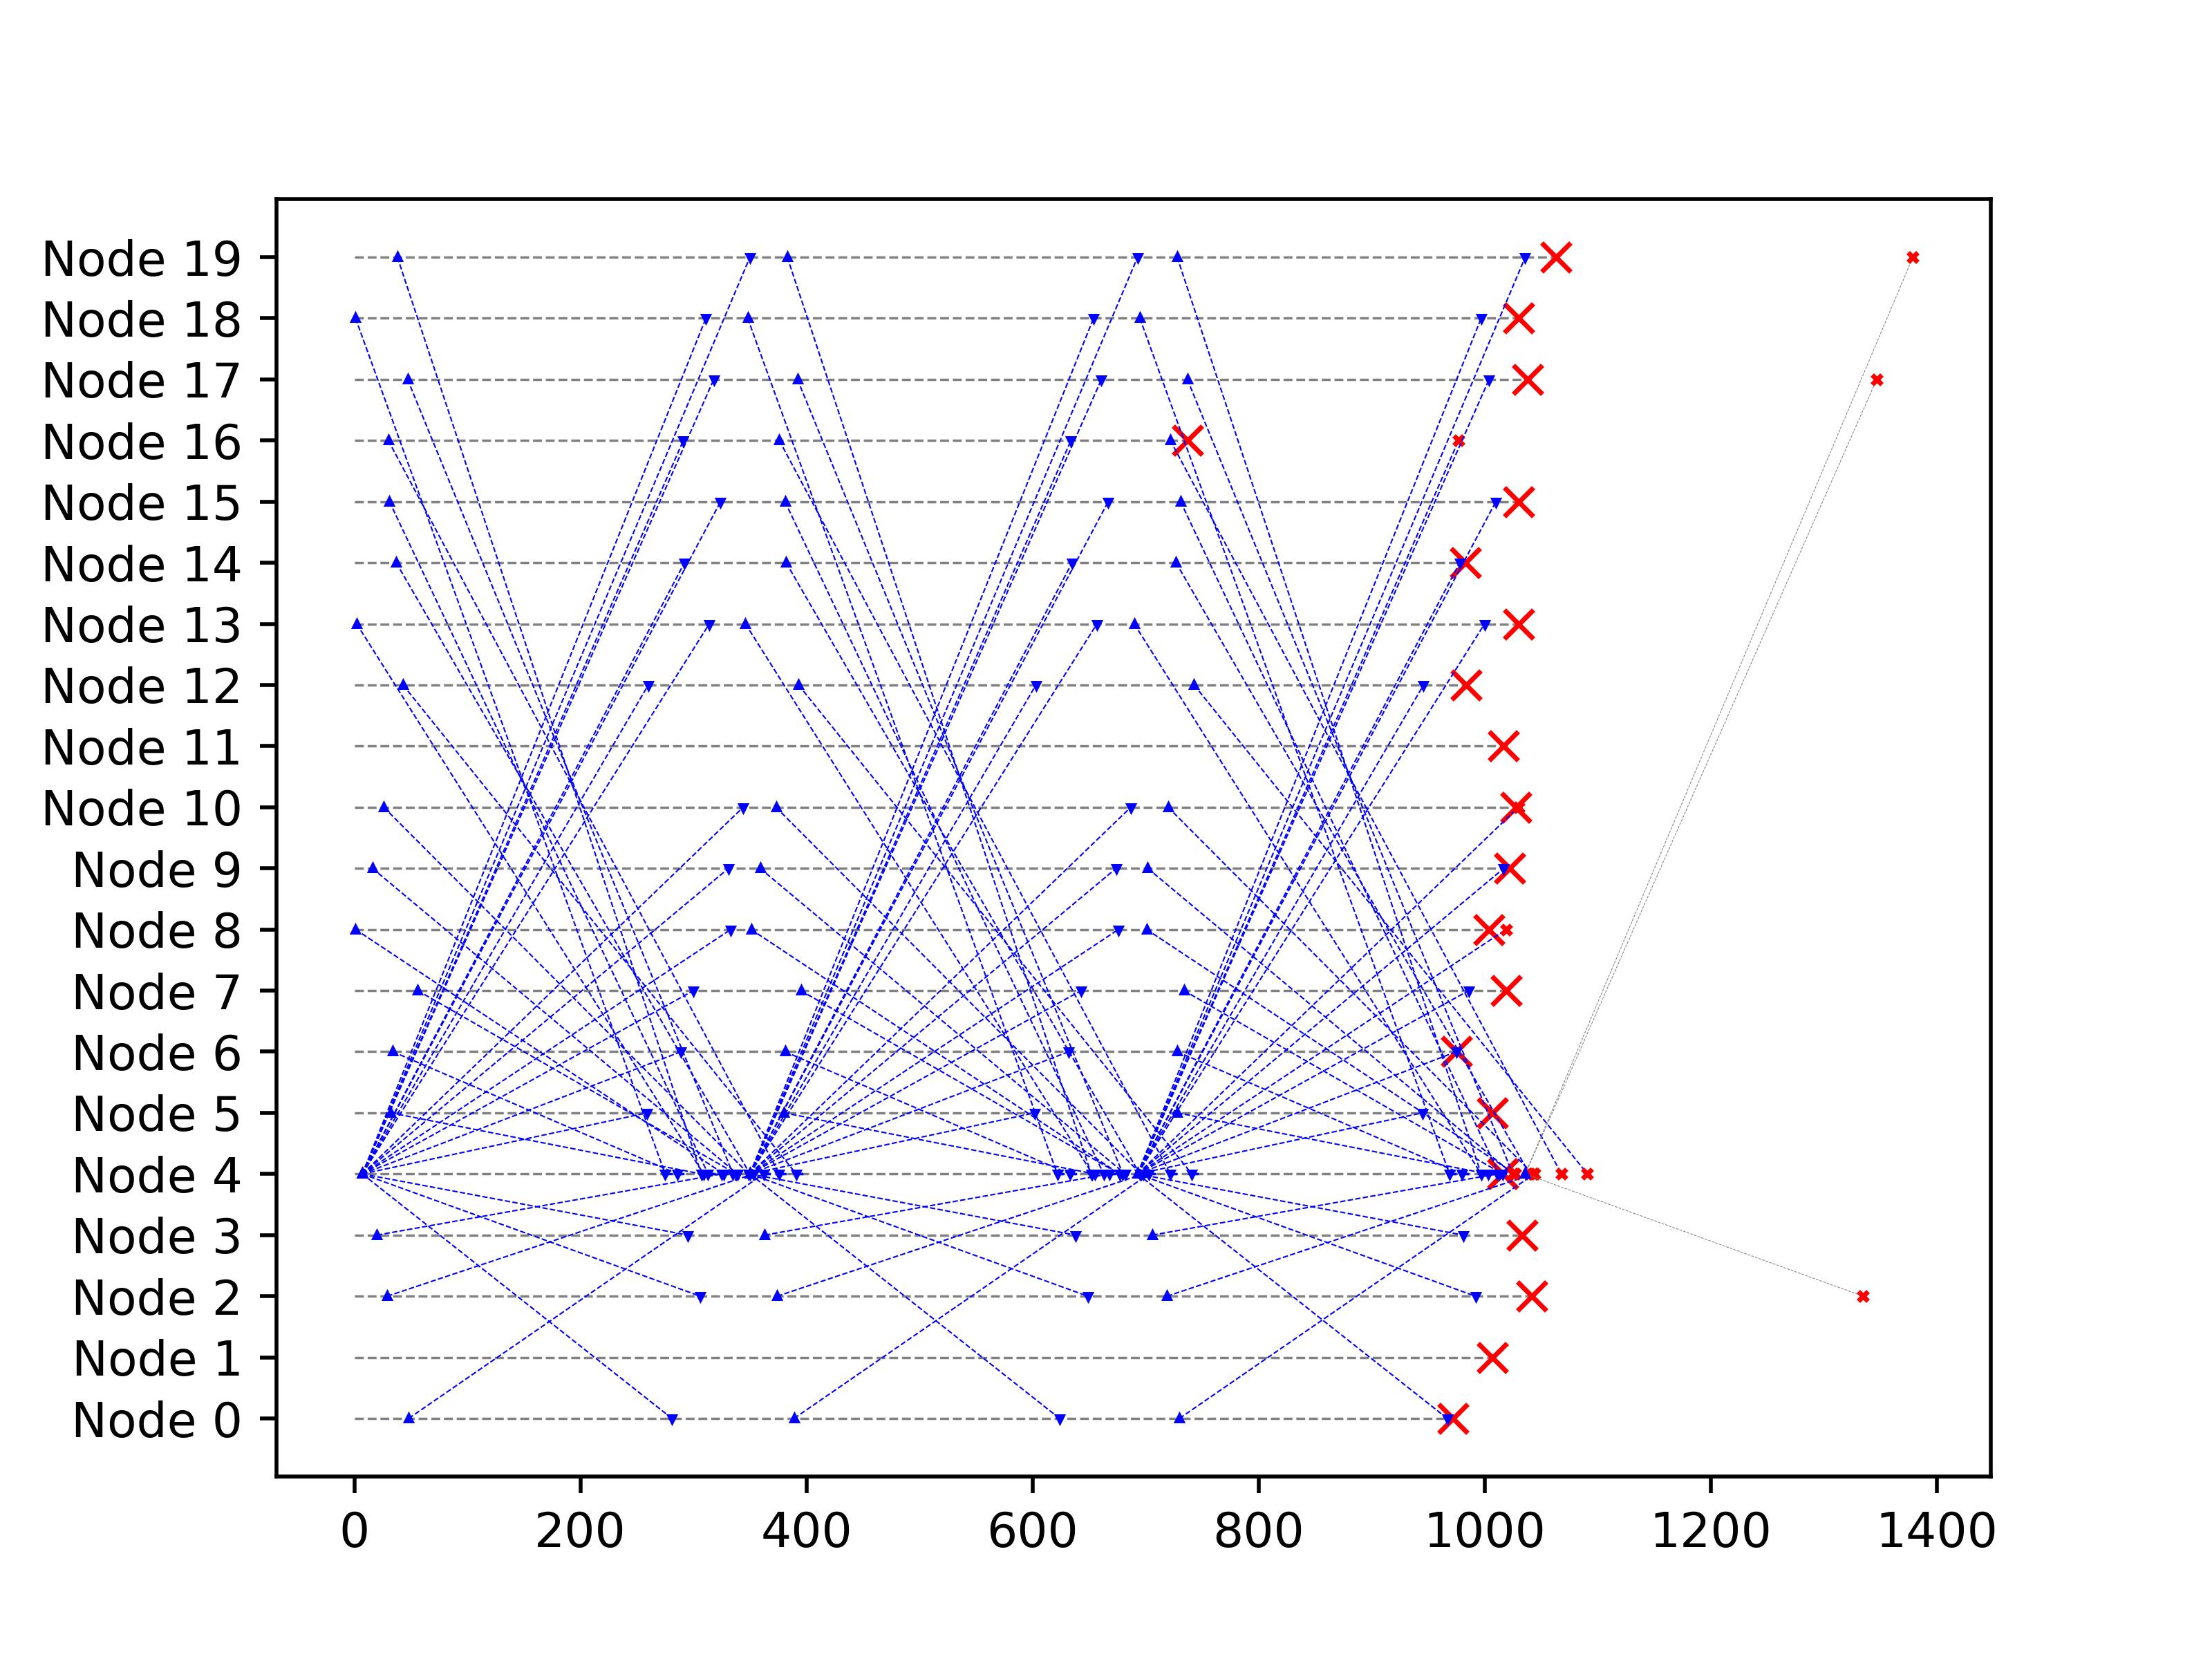 Node 19
Node 18
Node 17
Node 16
Node 15
Node 14
Node 13
Node 12
Node 11
Node 10
Node 9
Node 8
Node 7
Node 6
Node 5
Node 4
Node 3
Node 2
Node 1
Node 0
0 200 400 600 800 1000 1200 1400